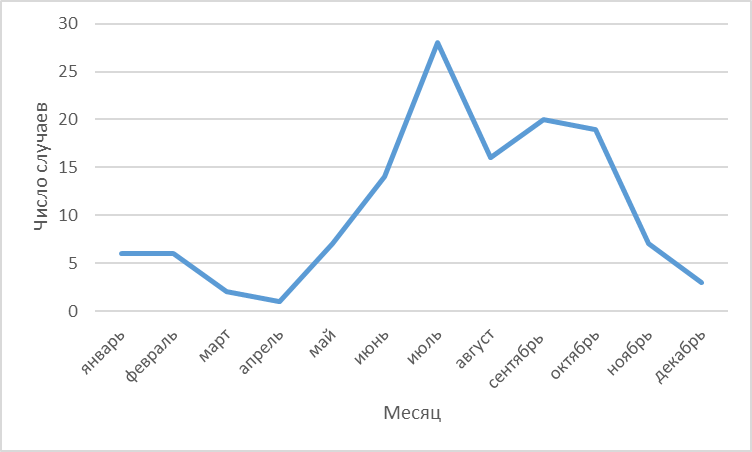 Число случаев
30
25
20
15
10
5
0
январь
февраль
март
апрель
май
июнь
июль
август
сентябрь
октябрь
ноябрь
декабрь
Месяц